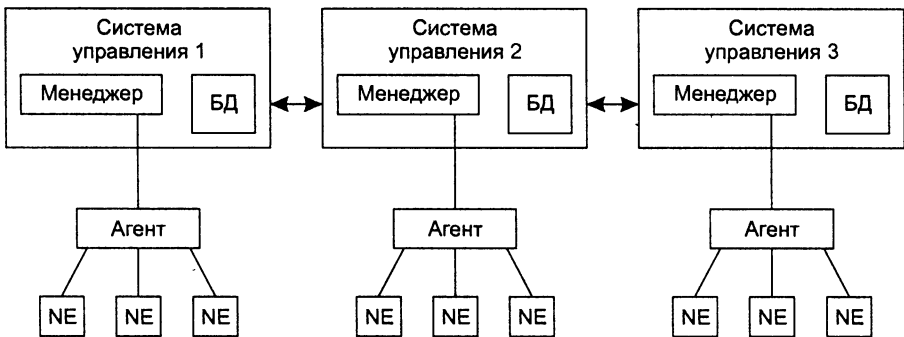 Система
управления 1
Менеджер
БД
Система
управления 2
Менеджер
БД
Система
управления 3
Менеджер
БД
Агент
Агент
Агент
NE
NE
NE
NE
NE
NE
NE
NE
NE